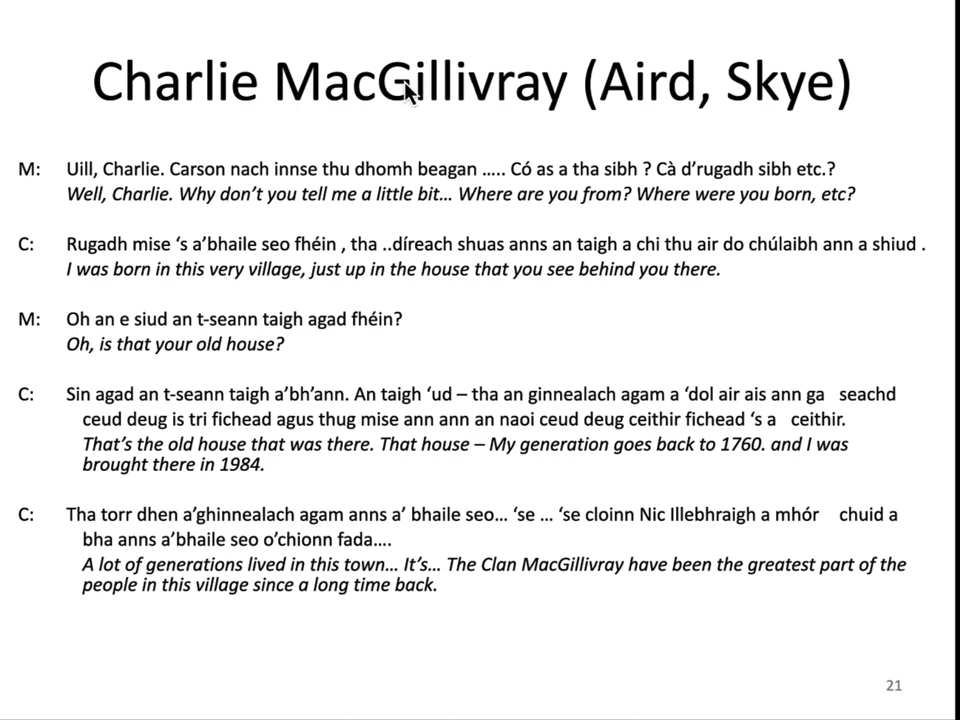 Charlie MacGillivray (Aird, Skye)
M: Uill, Charlie. Carson nach innse thu dhomh beagan ….. Có as a tha sibh ? Cà d’rugadh sibh etc.?
Well, Charlie. Why don’t you tell me a little bit… Where are you from? Where were you born, etc?
C: Rugadh mise ‘s a’bhaile seo fhéin , tha ..díreach shuas anns an taigh a chi thu air do chúlaibh ann a shiud .
I was born in this very village, just up in the house that you see behind you there.
M: Oh an e siud an t-seann taigh agad fhéin?
Oh, is that your old house?
C: Sin agad an t-seann taigh a’bh’ann. An taigh ‘ud – tha an ginnealach agam a ‘dol air ais ann ga seachd
ceud deug is tri fichead agus thug mise ann ann an naoi ceud deug ceithir fichead ‘s a ceithir.
That’s the old house that was there. That house – My generation goes back to 1760. and I was
brought there in 1984.
C: Tha torr dhen a’ghinnealach agam anns a’ bhaile seo… ‘se … ‘se cloinn Nic Illebhraigh a mhór chuid a
bha anns a’bhaile seo o’chionn fada….
A lot of generations lived in this town… It’s… The Clan MacGillivray have been the greatest part of the
people in this village since a long time back.
21